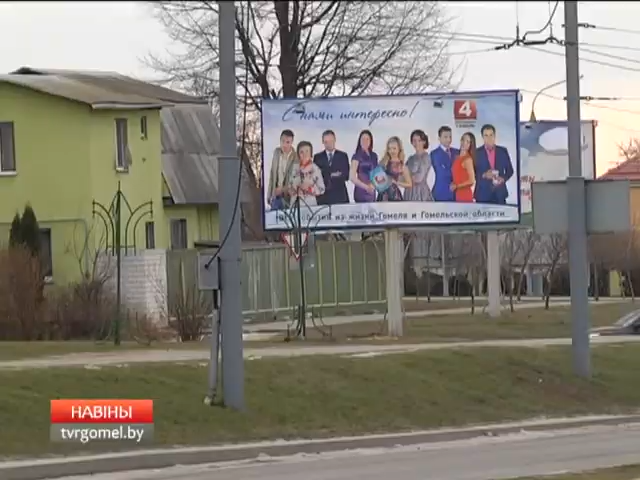 С нами интересно!
4
из жизни Гомеля и Гомельской области
НАВІНЫ
tvrgomel.by